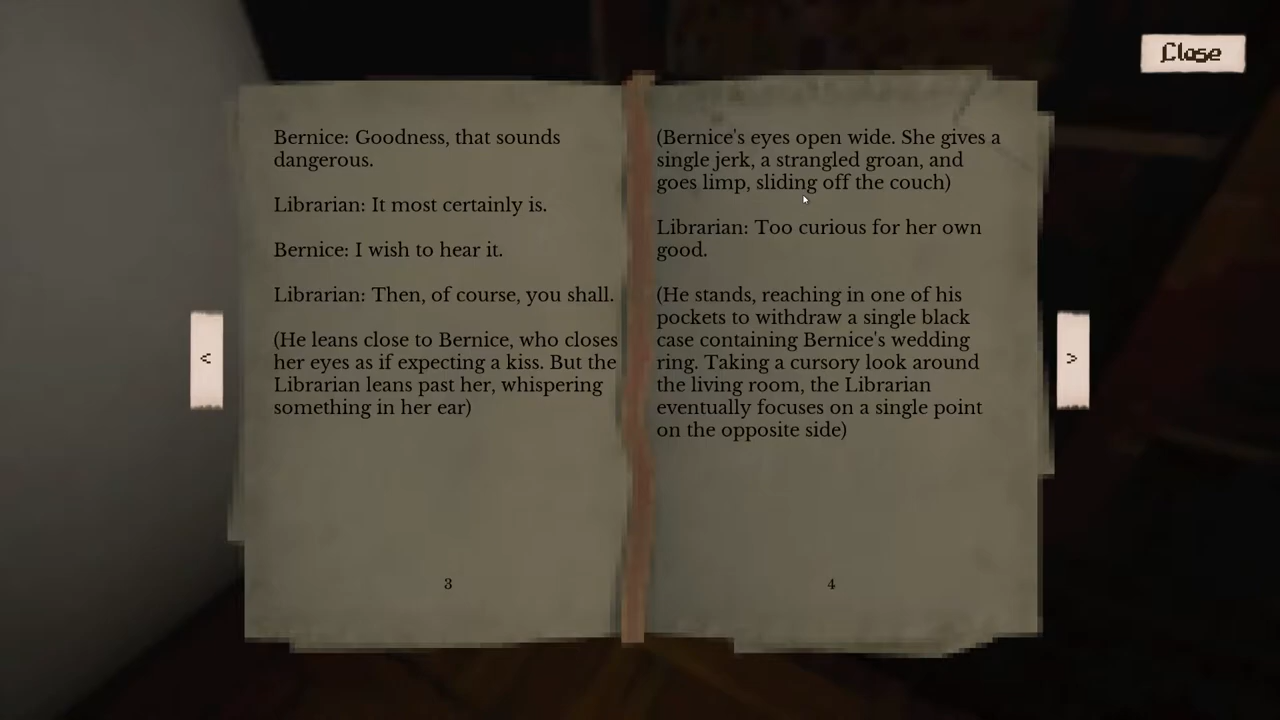 Close
Bernice: Goodness, that sounds
dangerous.
Librarian: It most certainly is.
Bernice: I wish to hear it.
Librarian: Then, of course, you shall.
(He leans close to Bernice, who closes
her eyes as if expecting a kiss. But the
Librarian leans past her, whispering
something in her ear)
3
(Bernice's eyes open wide. She gives a
single jerk, a strangled groan, and
goes limp, sliding off the couch)
Librarian: Too curious for her own
good.
(He stands, reaching in one of his
pockets to withdraw a single black
case containing Bernice's wedding
ring. Taking a cursory look around
the living room, the Librarian
eventually focuses on a single point
on the opposite side)
4
<
>